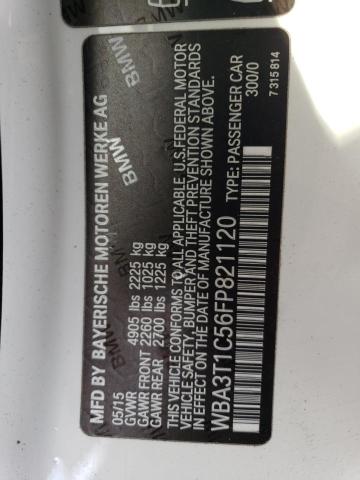 MFD BY BAYERISCHE MOTOREN WERKE AG
05/15
GVWR 4905 lbs 2225 kg
GAWR FRONT 2260 lbs 1025 kg
GAWR REAR 2700 lbs 1225 kg
THIS VEHICLE CONFORMS TO ALL APPLICABLE U.S. FEDERAL MOTOR
VEHICLE SAFETY, BUMPER AND THEFT PREVENTION STANDARDS
IN EFFECT ON THE DATE OF MANUFACTURE SHOWN ABOVE.
WBA3T1C56FP821120 TYPE: PASSENGER CAR
300/0
7 315 814
BMW
BMW
BMW
BMW